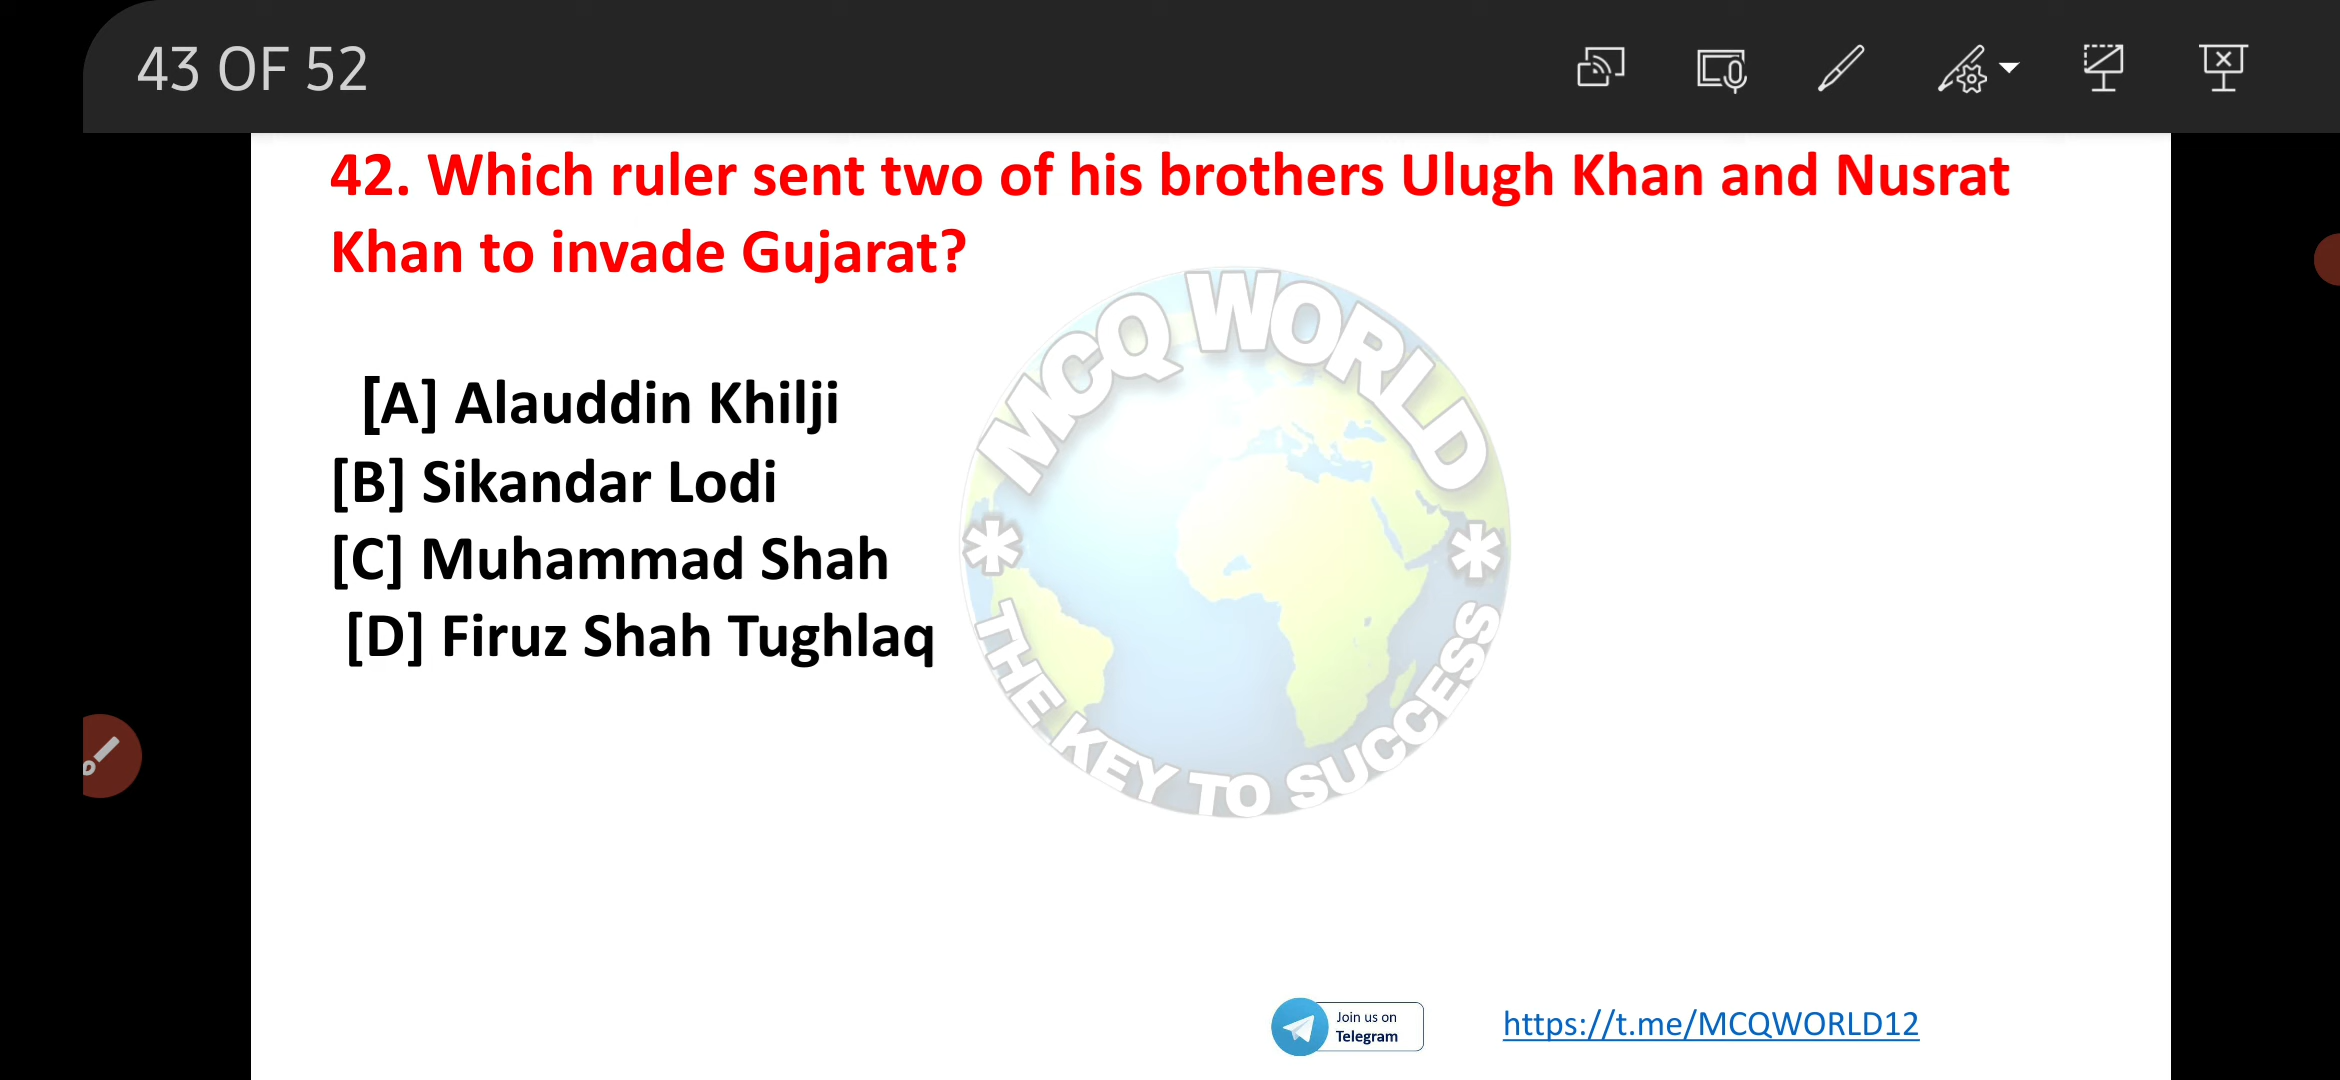 43 OF 52
42. Which ruler sent two of his brothers Ulugh Khan and Nusrat
Khan to invade Gujarat?
[A] Alauddin Khilji
[B] Sikandar Lodi
[C] Muhammad Shah
[D] Firuz Shah Tughlaq
MCQ WORLD
* THE KEY TO SUCCESS *
Join us on
Telegram
https://t.me/MCQWORLD12